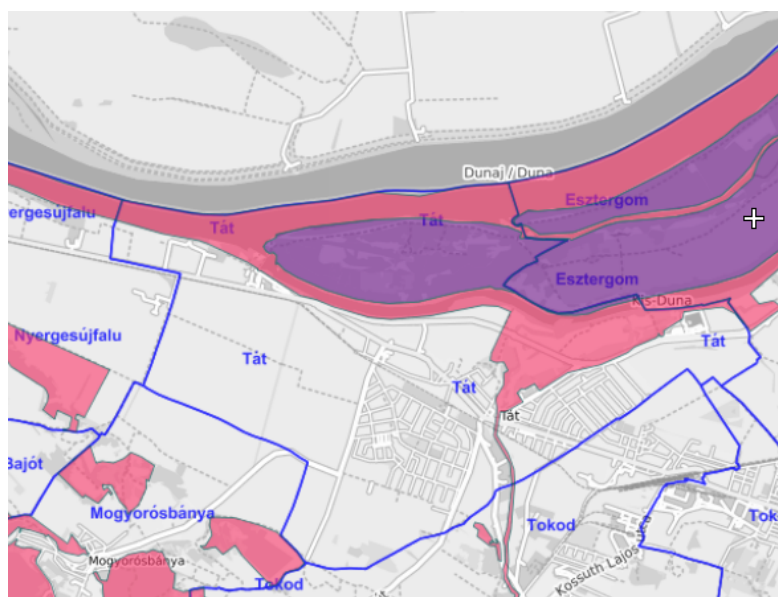 Dunaj / Duna
Esztergom
ergesújfalu
Tát
Tát
Esztergom
Kis-Duna
Nyergesújfalu
Tát
Tát
Tát
Tát
Bajót
Mogyorósbánya
Tokod
Tok
Kossuth Lajos utca
Mogyorósbánya
Tokod